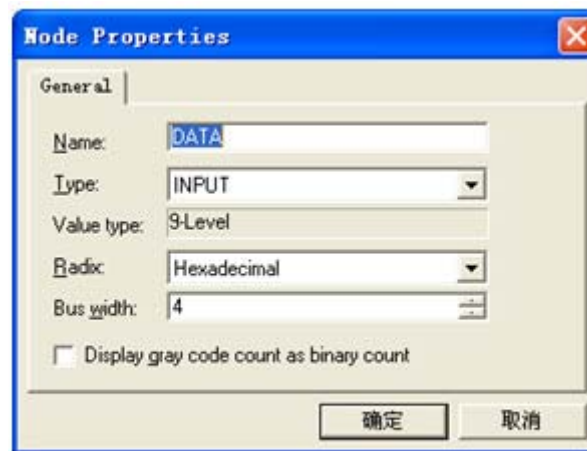 Node Properties
General
Name: DATA
Type: INPUT
Value type: 9-Level
Radix: Hexadecimal
Bus width: 4
Display gray code count as binary count
确定 取消